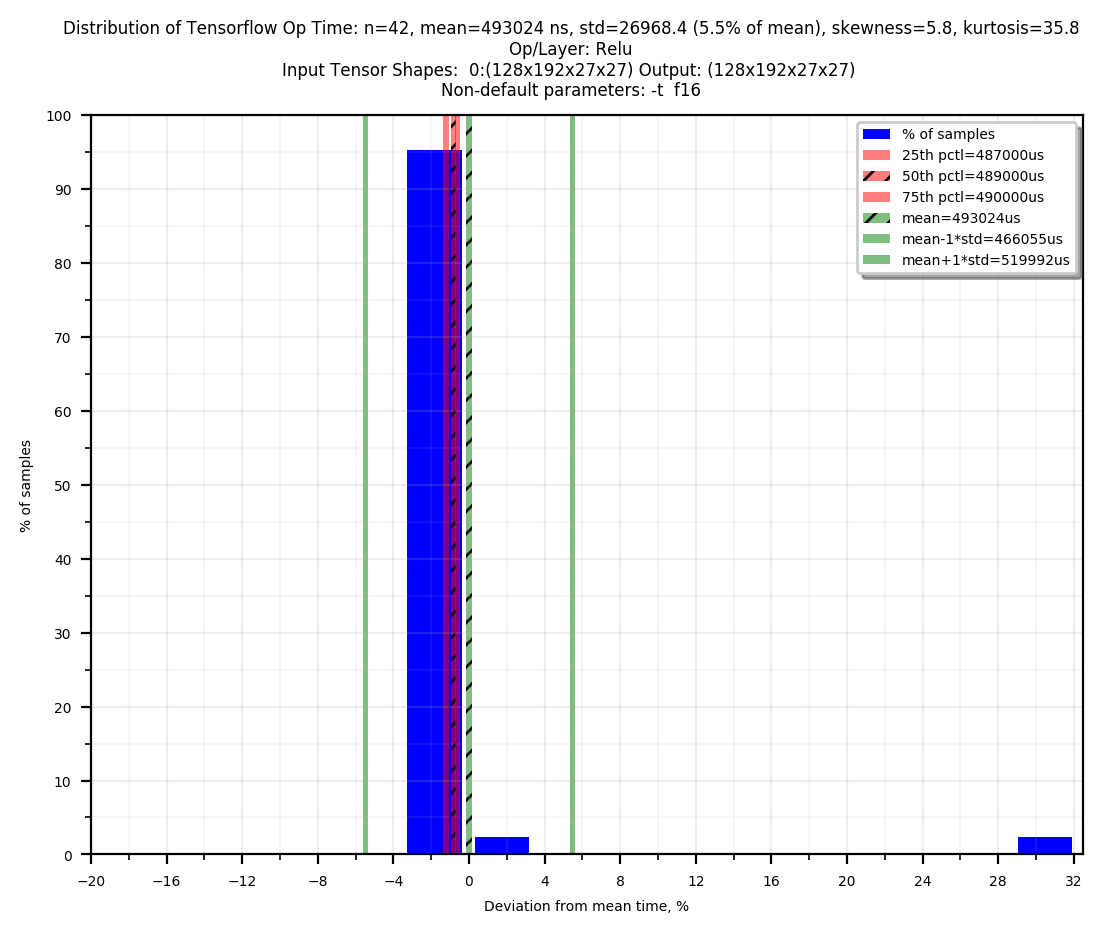 Distribution of Tensorflow Op Time: n=42, mean=493024 ns, std=26968.4 (5.5% of mean), skewness=5.8, kurtosis=35.8
Op/Layer: Relu
Input Tensor Shapes:  0:(128x192x27x27) Output: (128x192x27x27)
Non-default parameters: -t  f16
100
90
80
70
60
50
40
30
20
10
0
% of samples
% of samples
25th pctl=487000us
50th pctl=489000us
75th pctl=490000us
mean=493024us
mean-1*std=466055us
mean+1*std=519992us
−20 −16 −12 −8 −4 0 4 8 12 16 20 24 28 32
Deviation from mean time, %